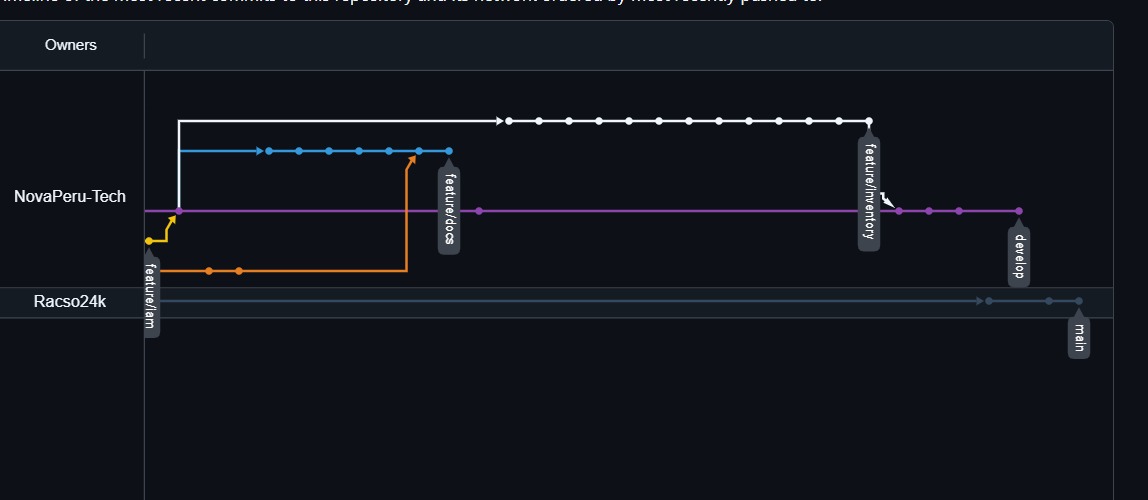 timeline of the most recent commits to this repository and its network ordered by most recently pushed to.
Owners
NovaPeru-Tech
feature/inventory
feature/docs
develop
feature/iam
Racso24k
main